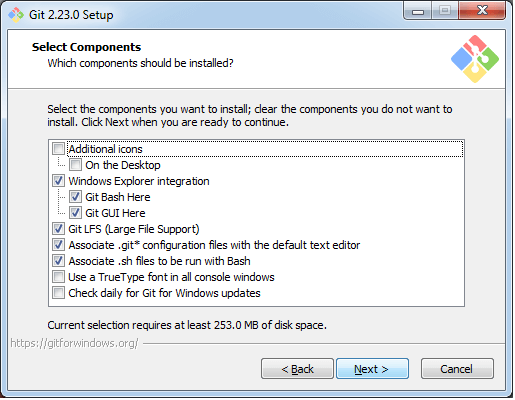 Git 2.23.0 Setup
Select Components
Which components should be installed?
Select the components you want to install; clear the components you do not want to
install. Click Next when you are ready to continue.
Additional icons
On the Desktop
Windows Explorer integration
Git Bash Here
Git GUI Here
Git LFS (Large File Support)
Associate .git* configuration files with the default text editor
Associate .sh files to be run with Bash
Use a TrueType font in all console windows
Check daily for Git for Windows updates
Current selection requires at least 253.0 MB of disk space.
https://gitforwindows.org/
< Back
Next >
Cancel